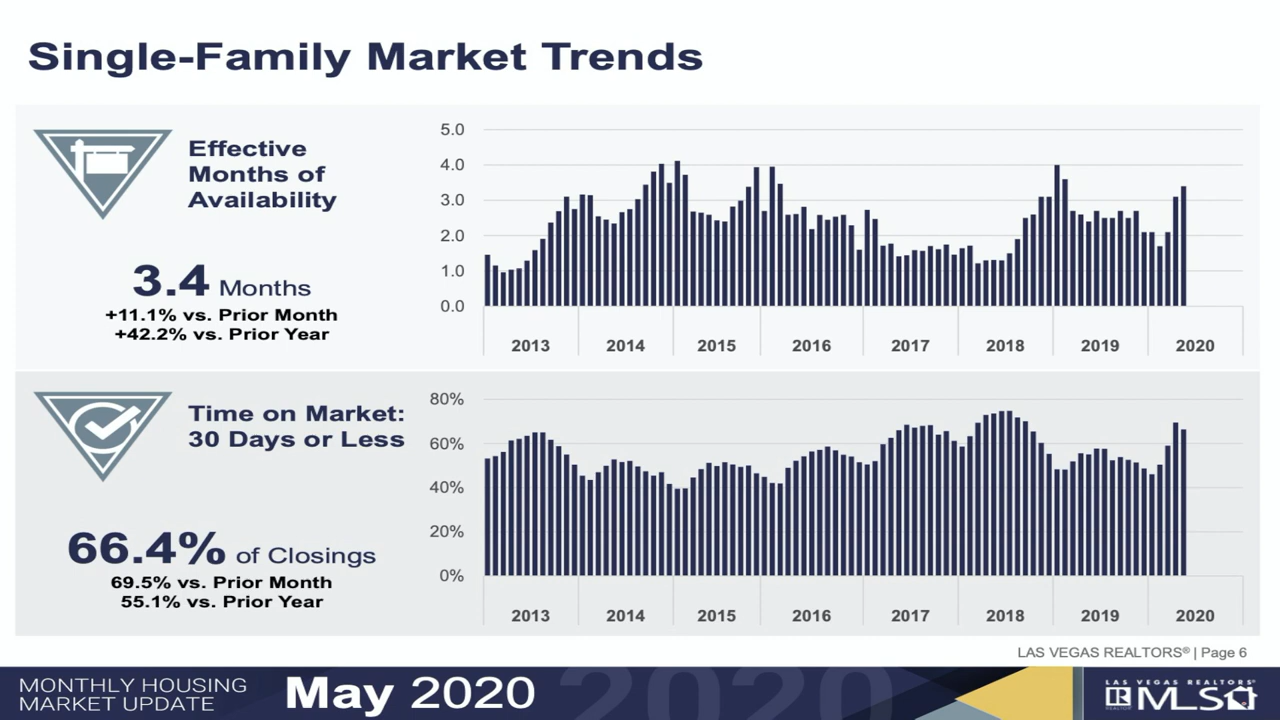 Single-Family Market Trends
Effective
Months of
Availability
3.4 Months
+11.1% vs. Prior Month
+42.2% vs. Prior Year
5.0
4.0
3.0
2.0
1.0
0.0
2013 2014 2015 2016 2017 2018 2019 2020
Time on Market:
30 Days or Less
66.4% of Closings
69.5% vs. Prior Month
55.1% vs. Prior Year
80%
60%
40%
20%
0%
2013 2014 2015 2016 2017 2018 2019 2020
LAS VEGAS REALTORS® | Page 6
MONTHLY HOUSING
MARKET UPDATE
May 2020
2020
LAS VEGAS REALTORS®
MLS
REALTOR®